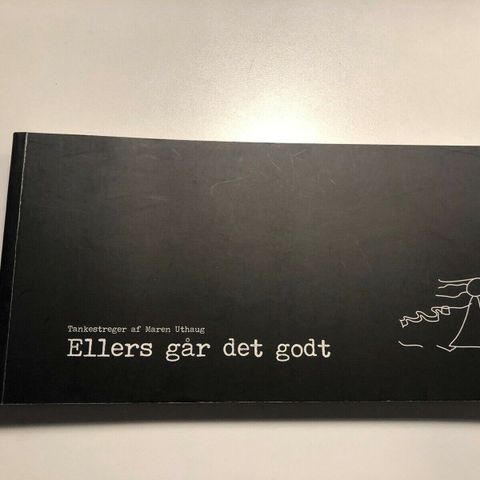 Tankestreger af Maren Uthaug
Ellers går det godt